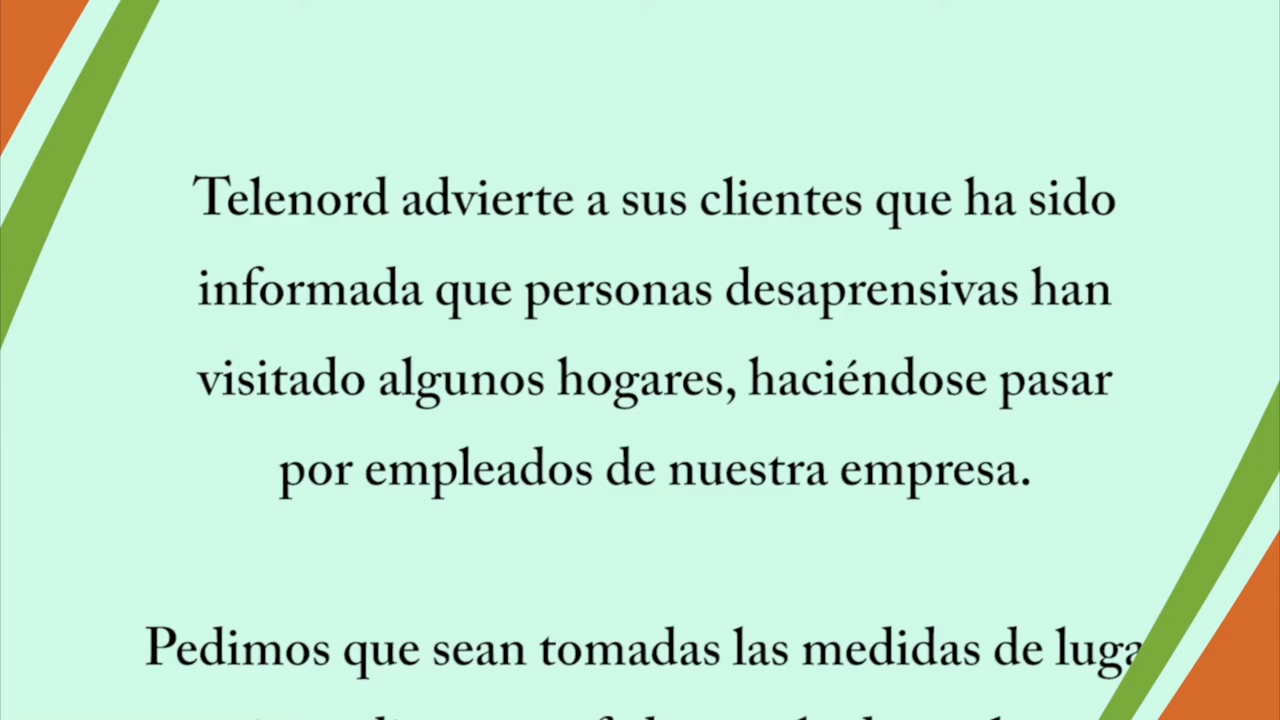 Telenord advierte a sus clientes que ha sido
informada que personas desaprensivas han
visitado algunos hogares, haciéndose pasar
por empleados de nuestra empresa.
Pedimos que sean tomadas las medidas de